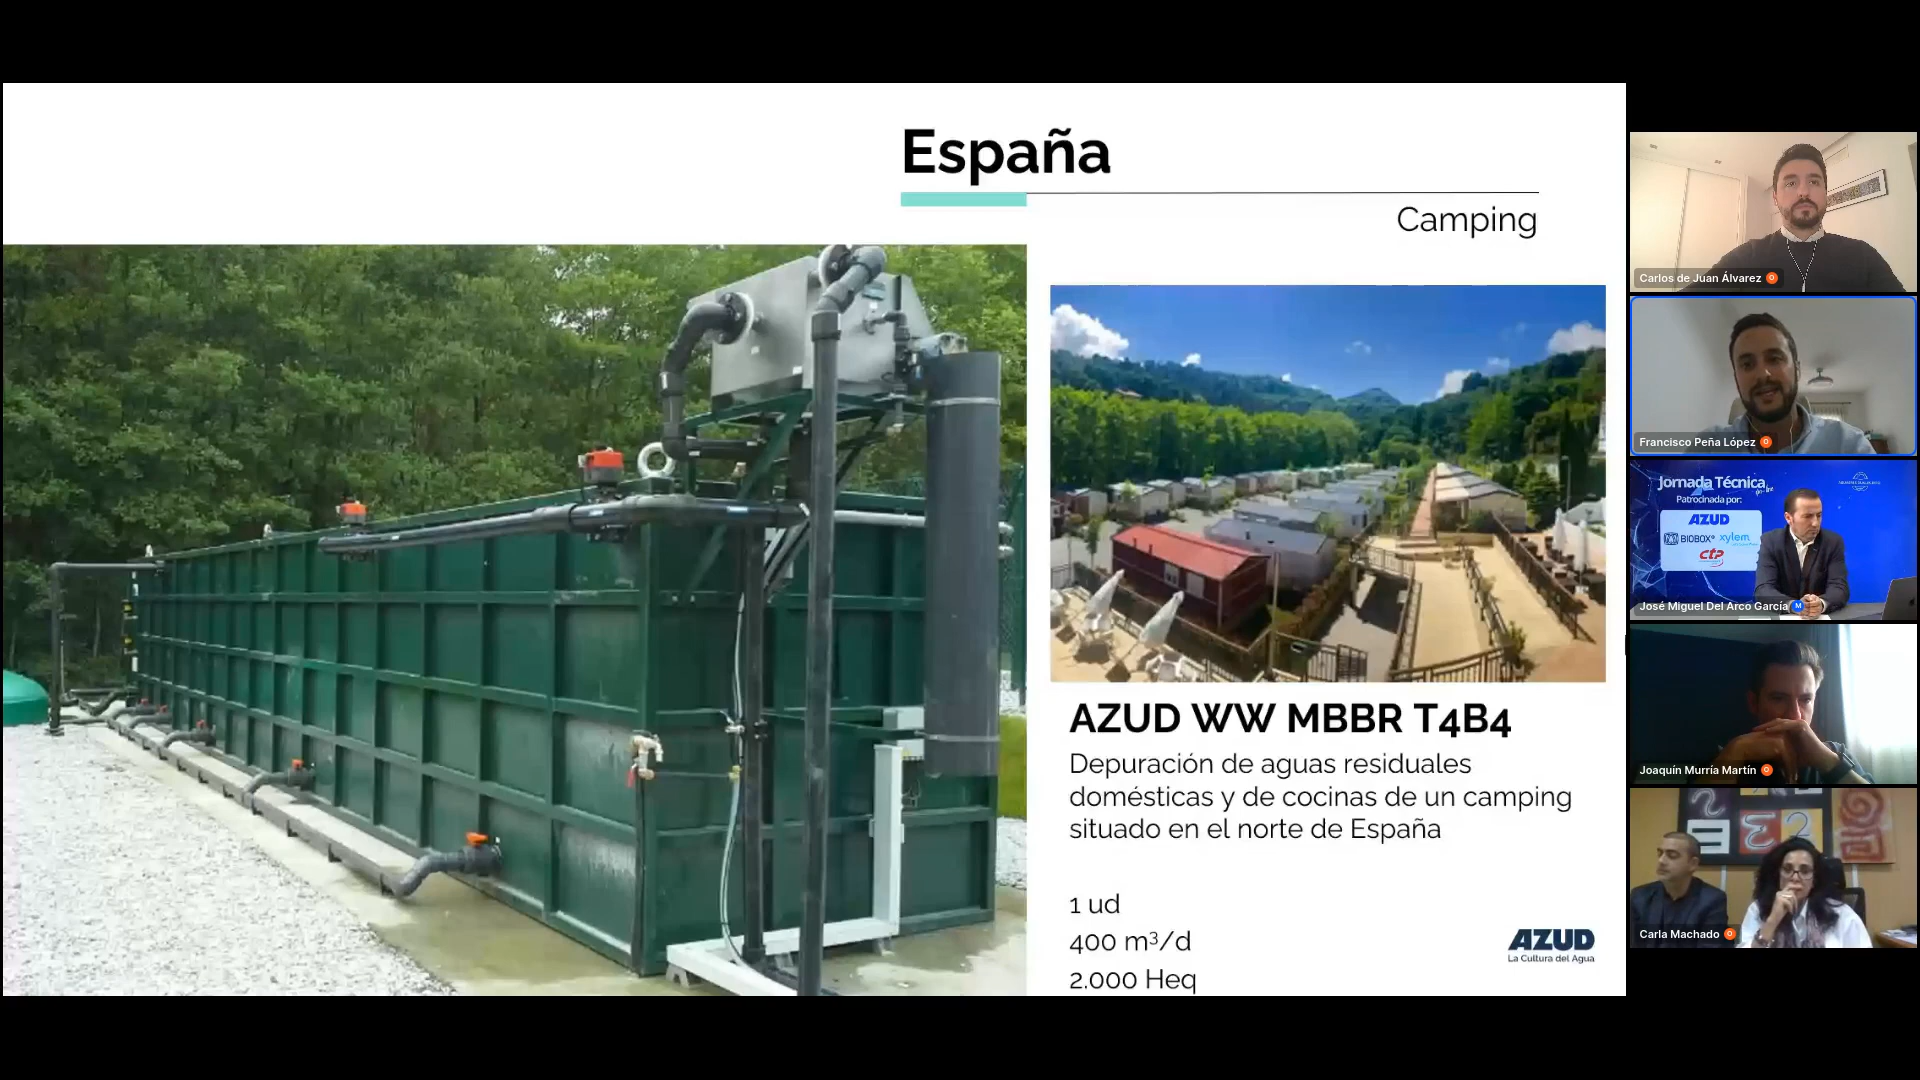 España
Camping
AZUD WW MBBR T4B4
Depuración de aguas residuales
domésticas y de cocinas de un camping
situado en el norte de España
1 ud
400 m³/d
2.000 Heq
AZUD
La Cultura del Agua
Carlos de Juan Álvarez
Francisco Peña López
Jornada Técnica
on-line
Patrocinada por:
AZUD
BIOBOX®
xylem
ctp
José Miguel Del Arco García
M
Joaquín Murría Martín
Carla Machado